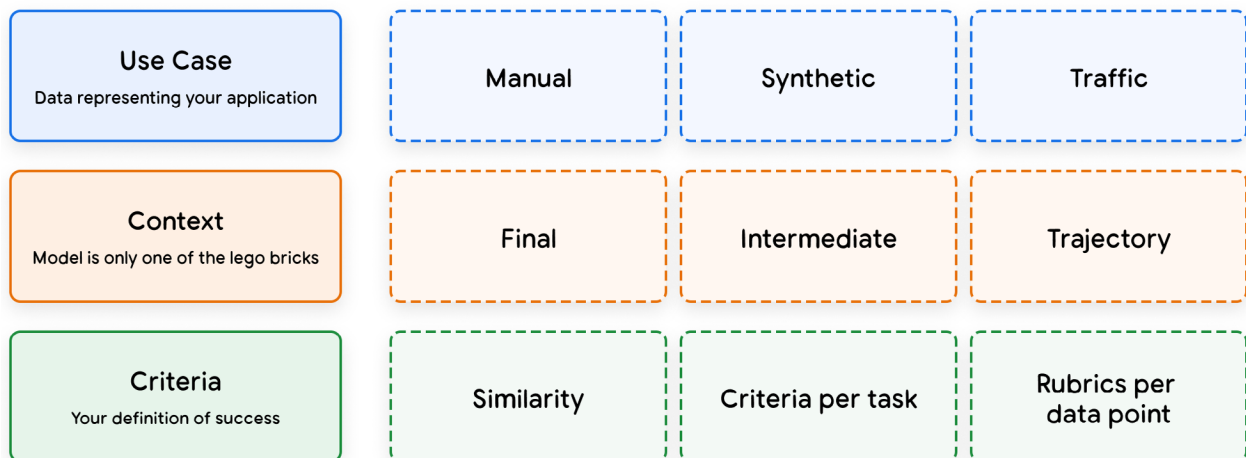 Use Case
Data representing your application
Manual
Synthetic
Traffic
Context
Model is only one of the lego bricks
Final
Intermediate
Trajectory
Criteria
Your definition of success
Similarity
Criteria per task
Rubrics per
data point